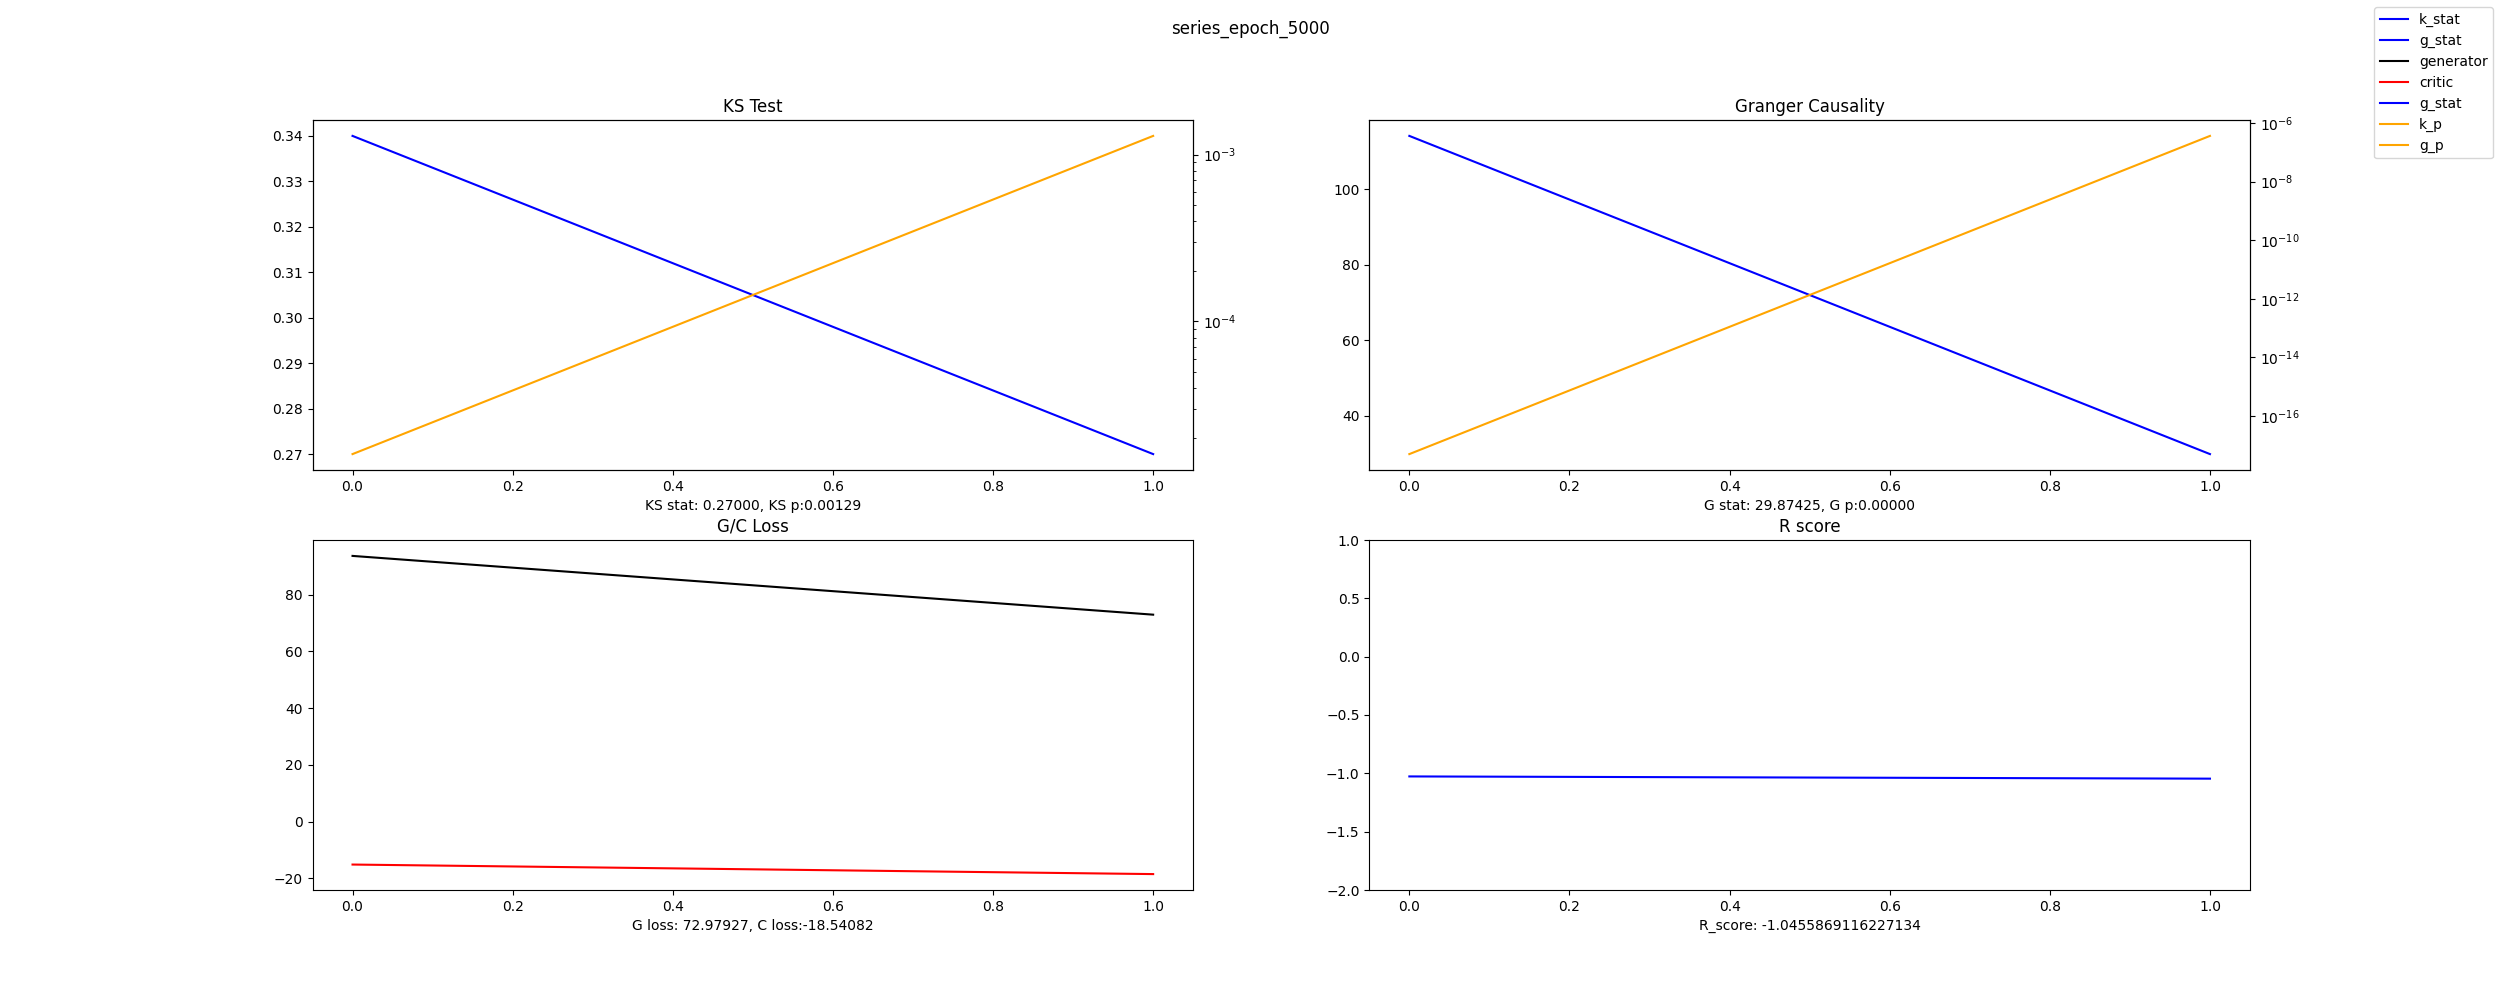 series_epoch_5000
k_stat
g_stat
generator
critic
g_stat
k_p
g_p
KS Test
0.34
0.33
0.32
0.31
0.30
0.29
0.28
0.27
10⁻³
10⁻⁴
0.0 0.2 0.4 0.6 0.8 1.0
KS stat: 0.27000, KS p:0.00129
Granger Causality
100
80
60
40
10⁻⁶
10⁻⁸
10⁻¹⁰
10⁻¹²
10⁻¹⁴
10⁻¹⁶
0.0 0.2 0.4 0.6 0.8 1.0
G stat: 29.87425, G p:0.00000
G/C Loss
80
60
40
20
0
−20
0.0 0.2 0.4 0.6 0.8 1.0
G loss: 72.97927, C loss:-18.54082
R score
1.0
0.5
0.0
−0.5
−1.0
−1.5
−2.0
0.0 0.2 0.4 0.6 0.8 1.0
R_score: -1.0455869116227134